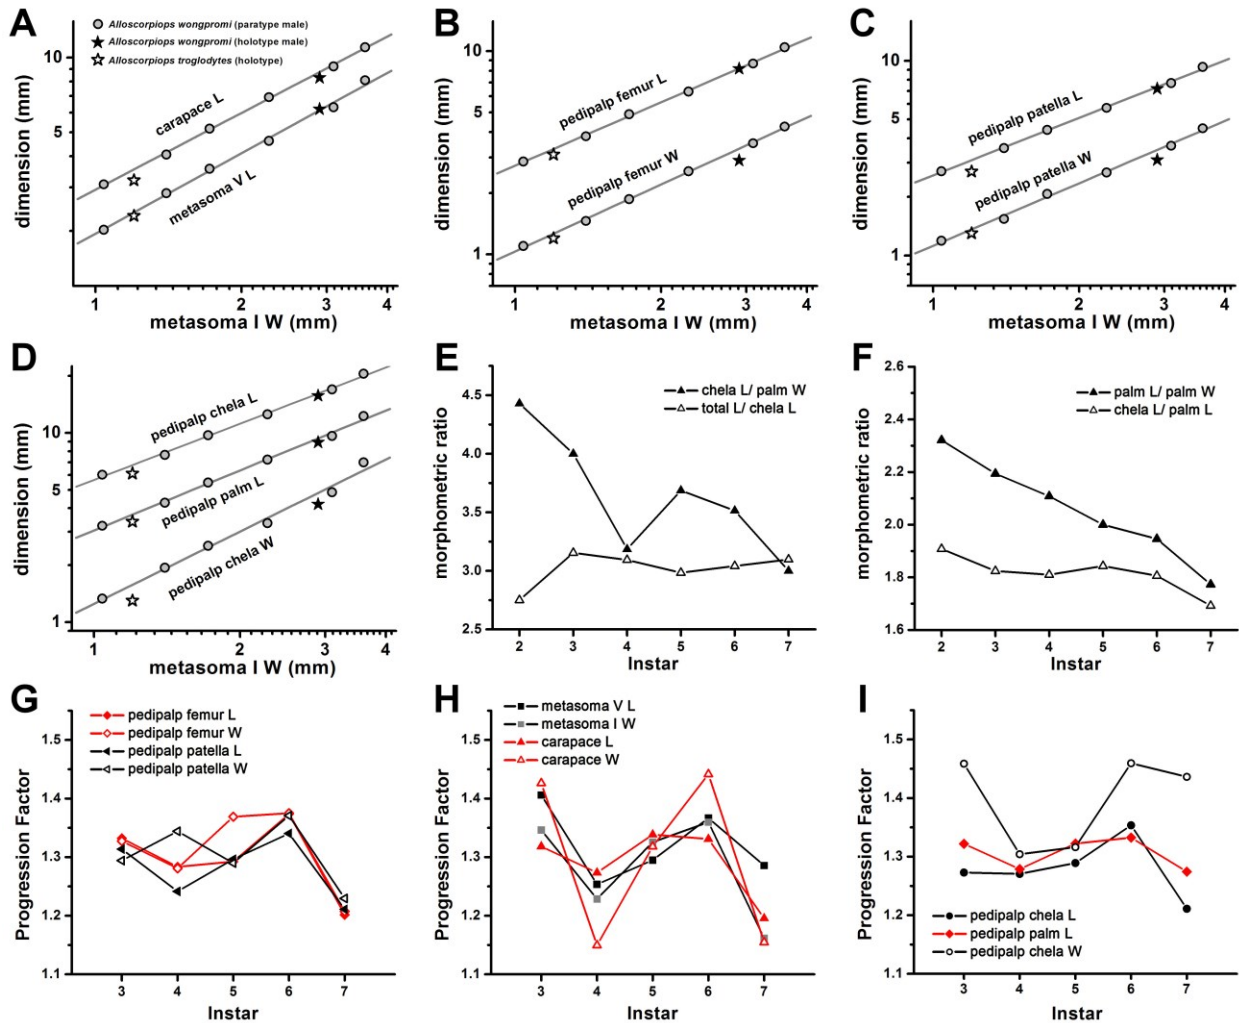 A
Alloscorpiops wongpromi (paratype male)
Alloscorpiops wongpromi (holotype male)
Alloscorpiops troglodytes (holotype)
10
5
dimension (mm)
carapace L
metasoma V L
1 2 3 4
metasoma I W (mm)
B
10
5
1
dimension (mm)
pedipalp femur L
pedipalp femur W
1 2 3 4
metasoma I W (mm)
C
10
5
1
dimension (mm)
pedipalp patella L
pedipalp patella W
1 2 3 4
metasoma I W (mm)
D
10
5
1
dimension (mm)
pedipalp chela L
pedipalp palm L
pedipalp chela W
1 2 3 4
metasoma I W (mm)
E
chela L/ palm W
total L/ chela L
4.5
4.0
3.5
3.0
2.5
morphometric ratio
2 3 4 5 6 7
Instar
F
palm L/ palm W
chela L/ palm L
2.6
2.4
2.2
2.0
1.8
1.6
morphometric ratio
2 3 4 5 6 7
Instar
G
pedipalp femur L
pedipalp femur W
pedipalp patella L
pedipalp patella W
1.5
1.4
1.3
1.2
1.1
Progression Factor
3 4 5 6 7
Instar
H
metasoma V L
metasoma I W
carapace L
carapace W
1.5
1.4
1.3
1.2
1.1
Progression Factor
3 4 5 6 7
Instar
I
1.5
1.4
1.3
1.2
1.1
Progression Factor
pedipalp chela L
pedipalp palm L
pedipalp chela W
3 4 5 6 7
Instar